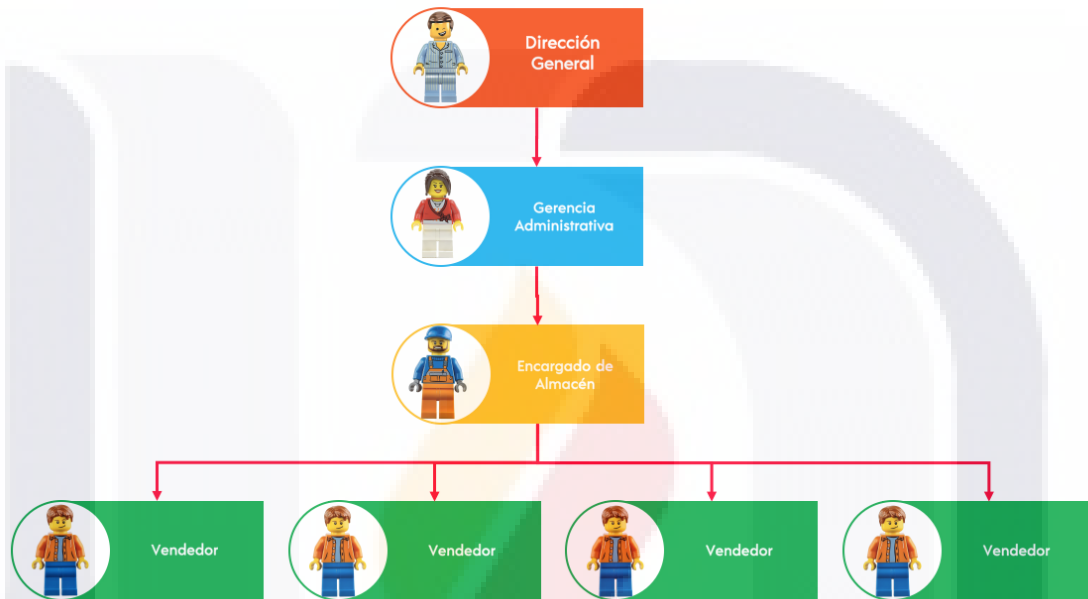 Dirección
General
Gerencia
Administrativa
Encargado de
Almacén
Vendedor
Vendedor
Vendedor
Vendedor